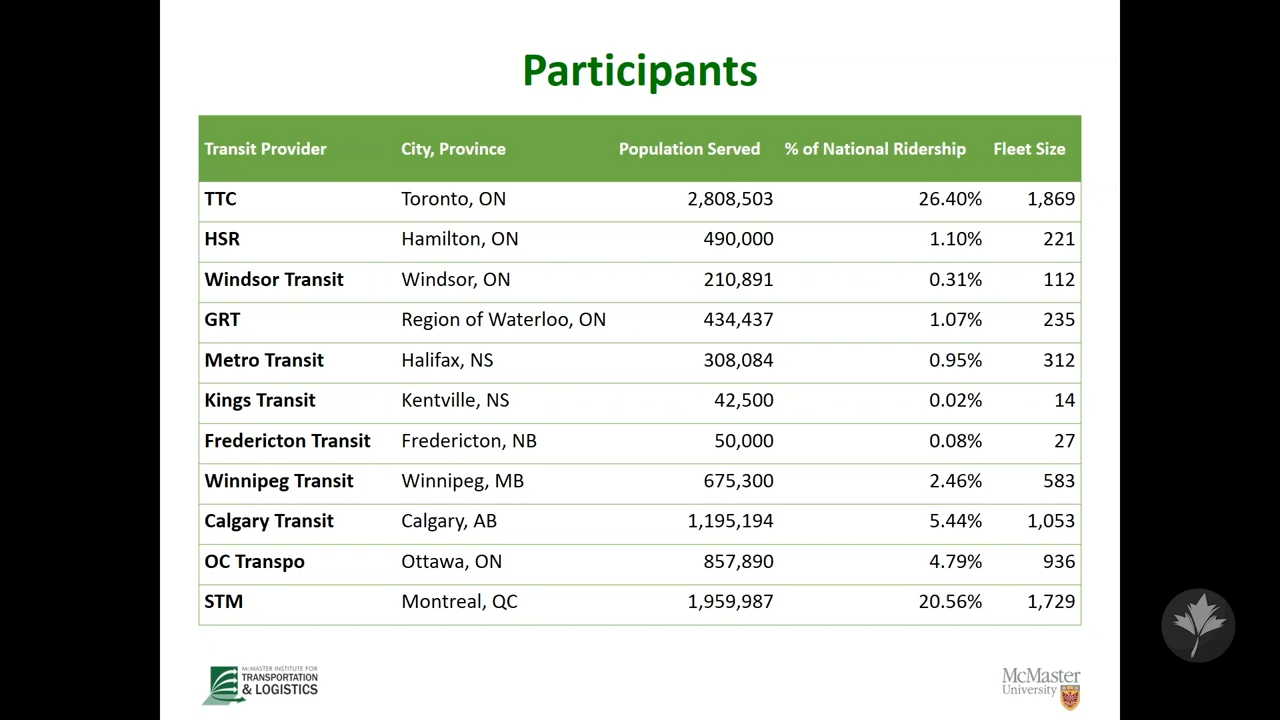 Participants
Transit Provider City, Province Population Served % of National Ridership Fleet Size
TTC Toronto, ON 2,808,503 26.40% 1,869
HSR Hamilton, ON 490,000 1.10% 221
Windsor Transit Windsor, ON 210,891 0.31% 112
GRT Region of Waterloo, ON 434,437 1.07% 235
Metro Transit Halifax, NS 308,084 0.95% 312
Kings Transit Kentville, NS 42,500 0.02% 14
Fredericton Transit Fredericton, NB 50,000 0.08% 27
Winnipeg Transit Winnipeg, MB 675,300 2.46% 583
Calgary Transit Calgary, AB 1,195,194 5.44% 1,053
OC Transpo Ottawa, ON 857,890 4.79% 936
STM Montreal, QC 1,959,987 20.56% 1,729
McMASTER INSTITUTE FOR
TRANSPORTATION
& LOGISTICS
McMaster
University